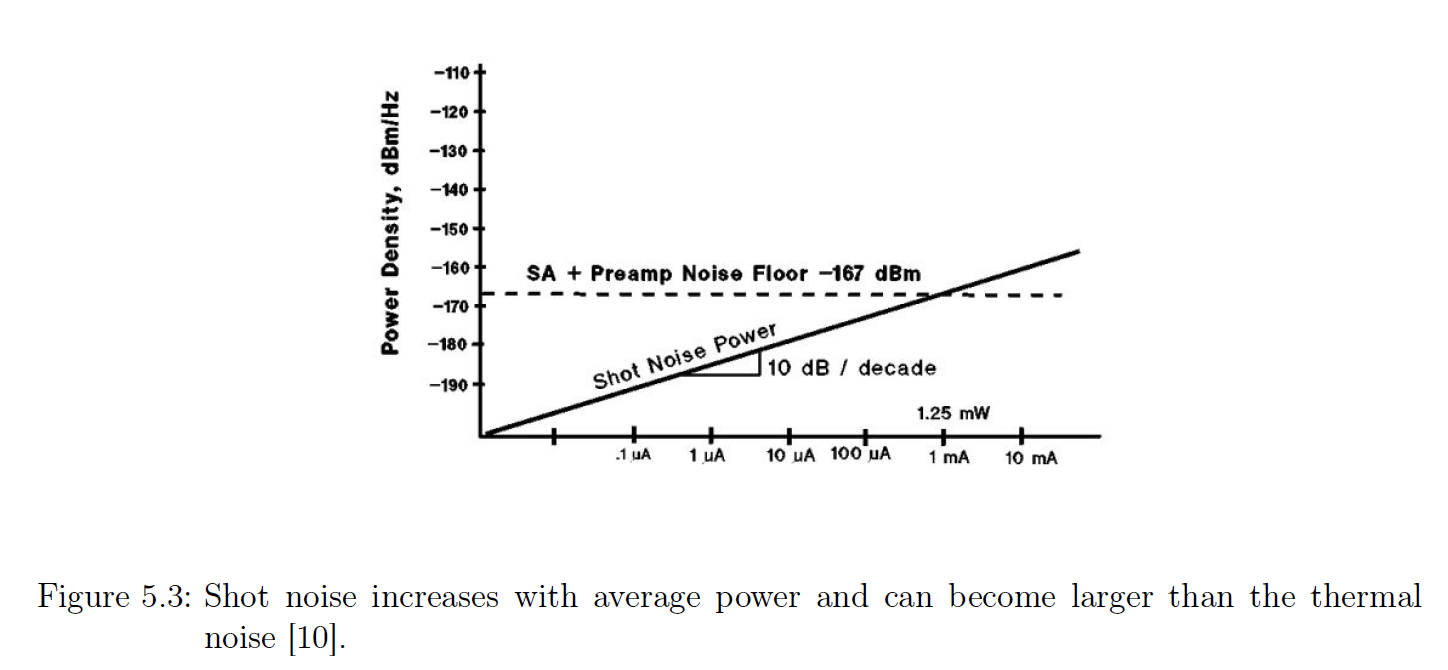 Power Density, dBm/Hz
−110
−120
−130
−140
−150
−160
−170
−180
−190
SA + Preamp Noise Floor −167 dBm
Shot Noise Power
10 dB / decade
1.25 mW
.1 µA 1 µA 10 µA 100 µA 1 mA 10 mA
Figure 5.3: Shot noise increases with average power and can become larger than the thermal
noise [10].